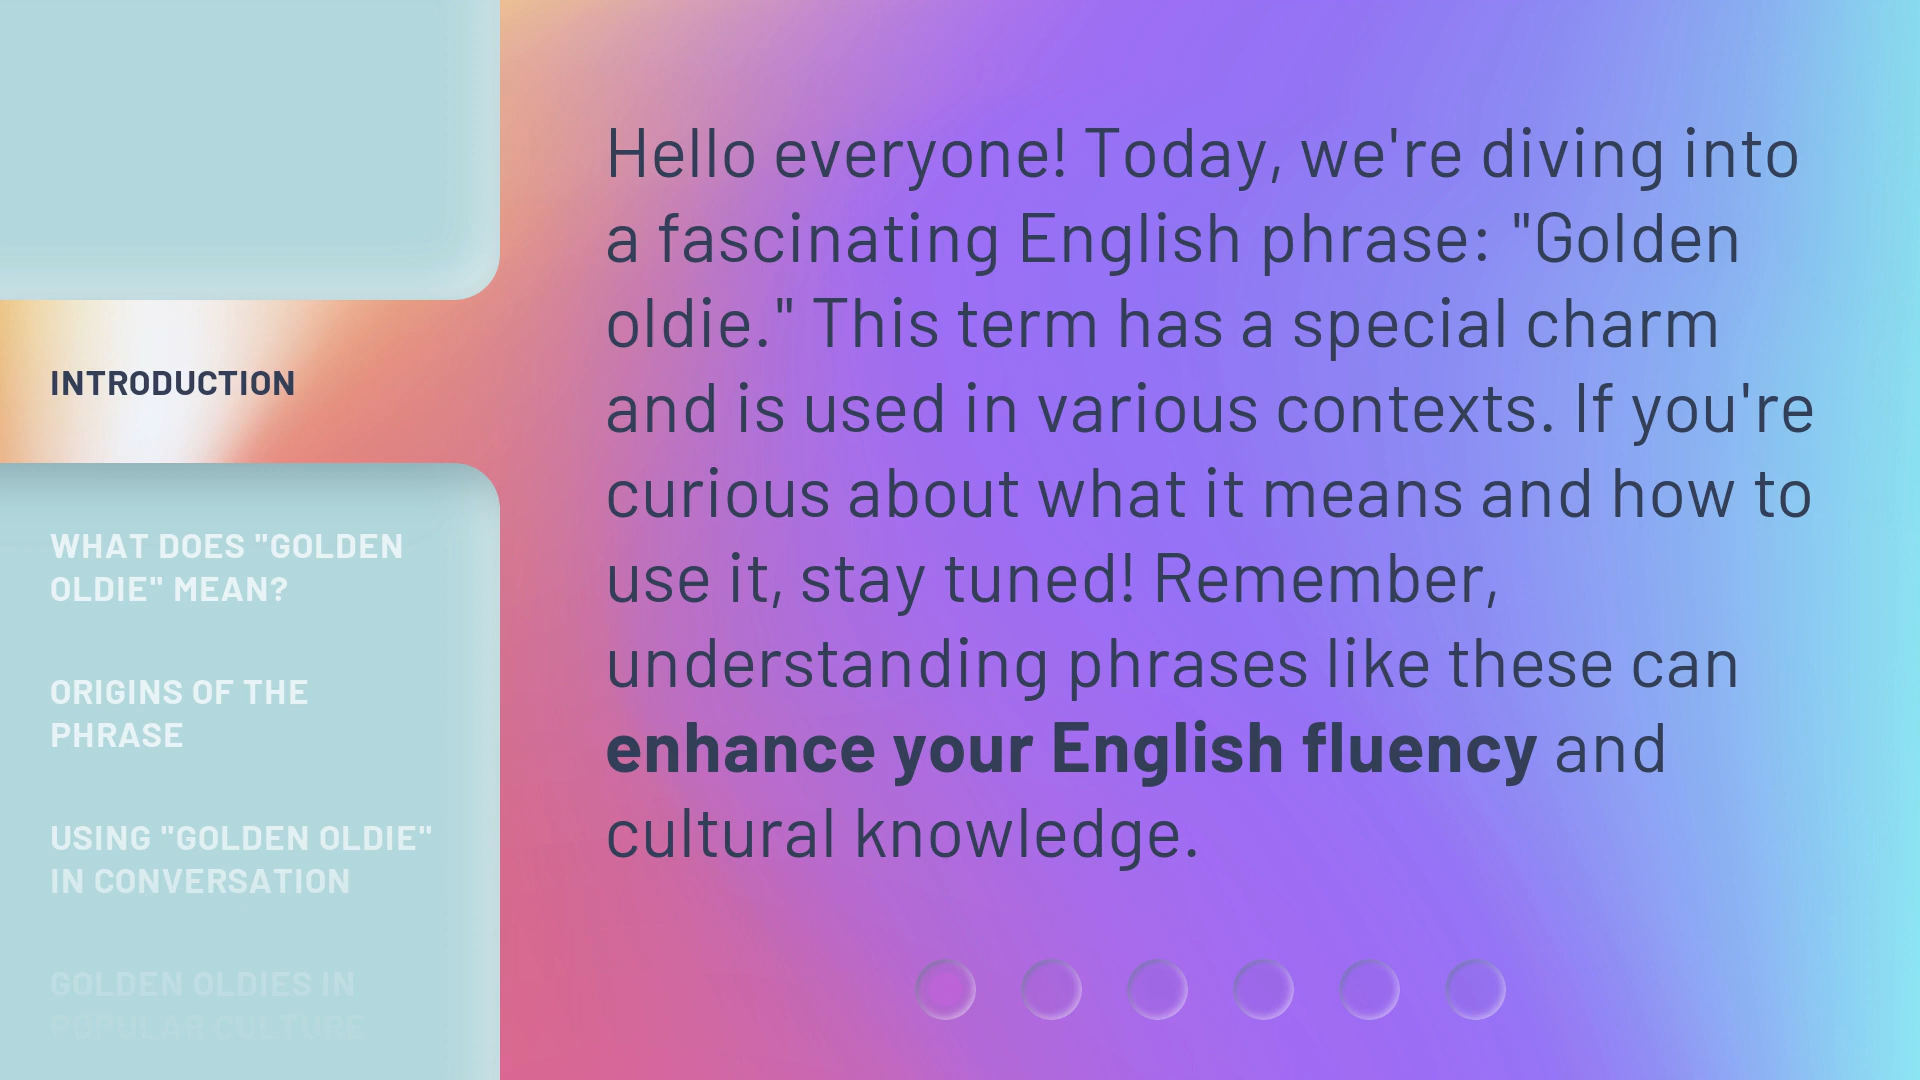 INTRODUCTION
WHAT DOES "GOLDEN
OLDIE" MEAN?
ORIGINS OF THE
PHRASE
USING "GOLDEN OLDIE"
IN CONVERSATION
GOLDEN OLDIES IN
POPULAR CULTURE
Hello everyone! Today, we're diving into
a fascinating English phrase: "Golden
oldie." This term has a special charm
and is used in various contexts. If you're
curious about what it means and how to
use it, stay tuned! Remember,
understanding phrases like these can
enhance your English fluency and
cultural knowledge.